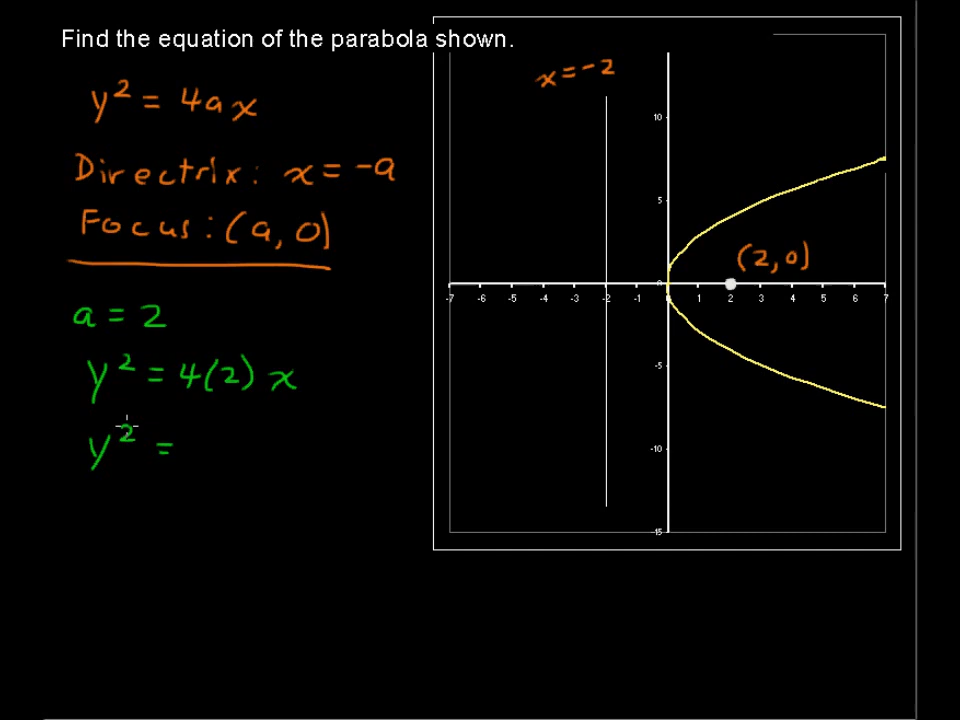 Find the equation of the parabola shown.
y² = 4ax
Directrix: x = -a
Focus: (a, 0)
a = 2
y² = 4(2) x
y² =
x = -2
10
5
(2, 0)
0
-7 -6 -5 -4 -3 -2 -1 1 2 3 4 5 6 7
-5
-10
-15